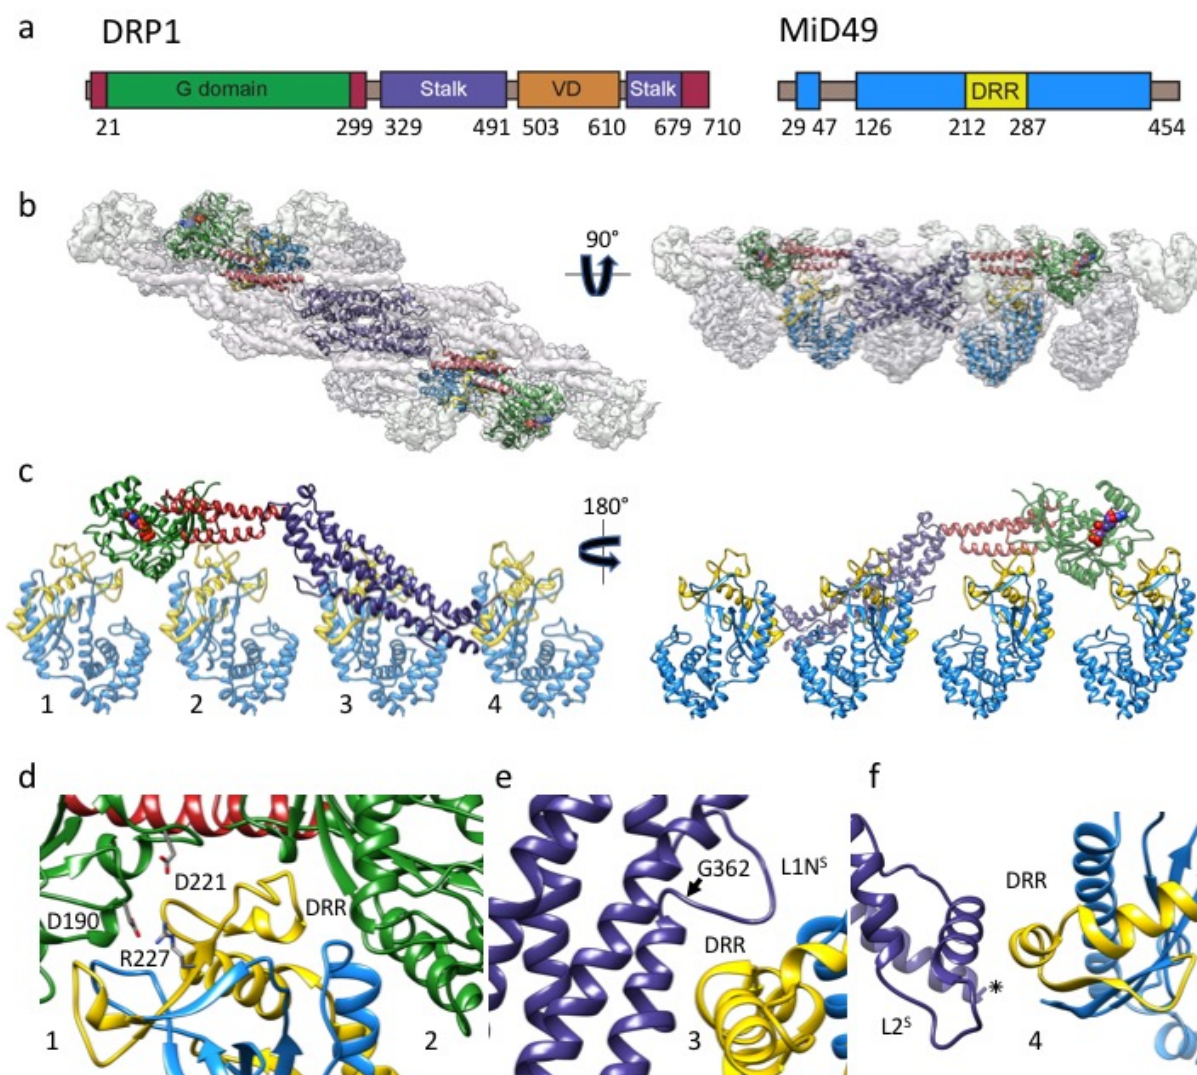 a
DRP1
MiD49
G domain
Stalk
VD
Stalk
DRR
21 299 329 491 503 610 679 710
29 47 126 212 287 454
b
90°
c
180°
1 2 3 4
d
D221
D190
R227
DRR
1 2
e
G362
L1Nˢ
DRR
3
f
DRR
L2ˢ
*
4